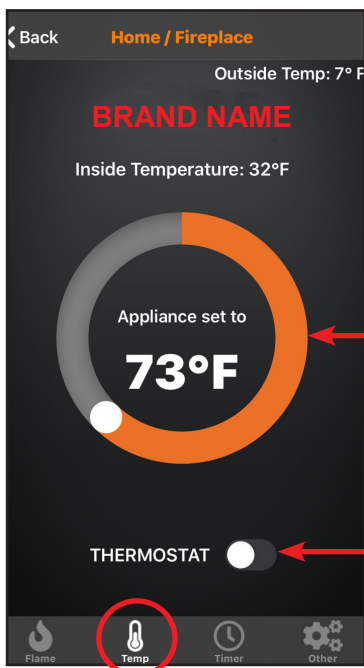 Back Home / Fireplace
Outside Temp: 7° F
BRAND NAME
Inside Temperature: 32°F
Appliance set to
73°F
THERMOSTAT
Flame Temp Timer Other